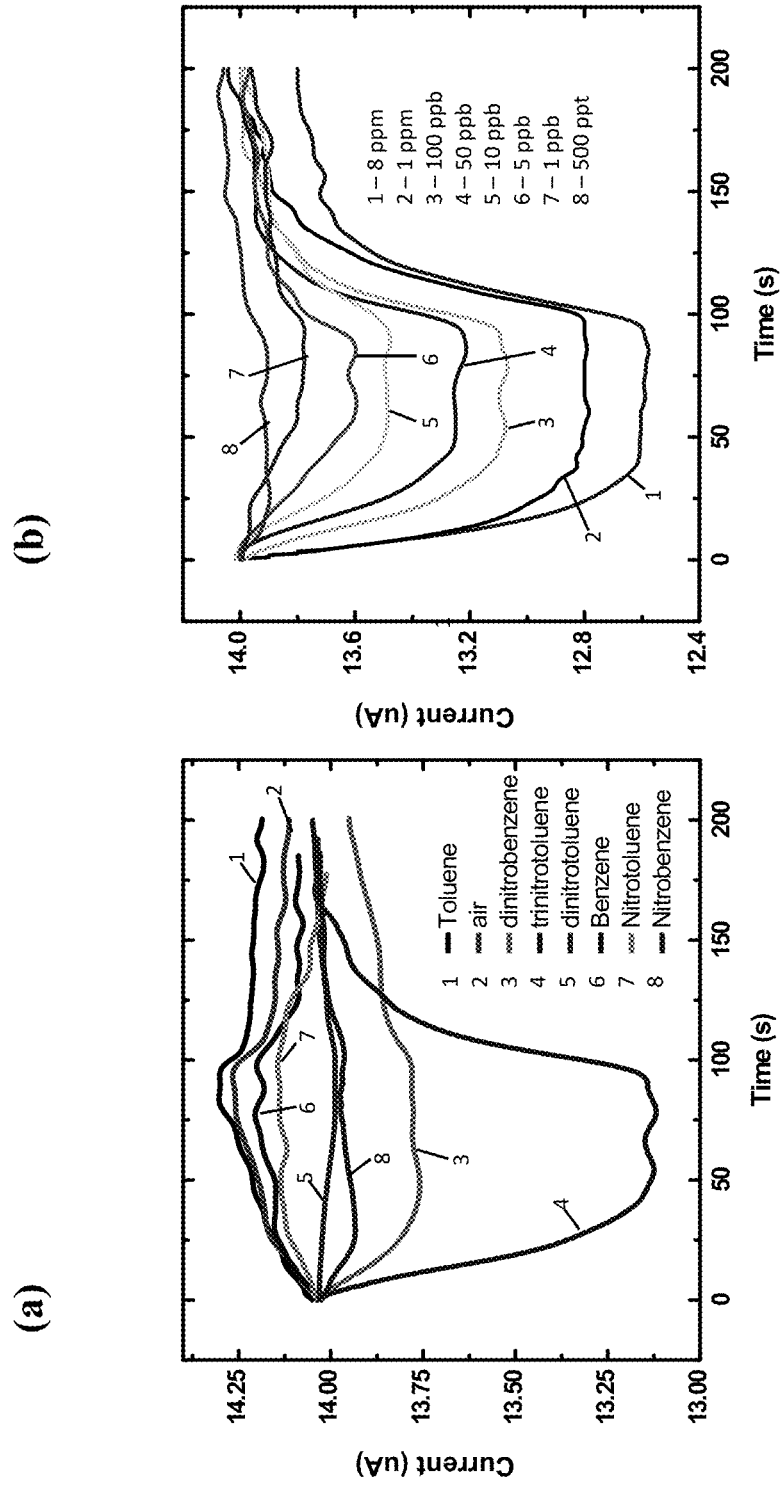 (a)
Current (uA)
14.25
14.00
13.75
13.50
13.25
13.00
0
50
100
150
200
Time (s)
1
2
3
4
5
6
7
8
1 Toluene
2 air
3 dinitrobenzene
4 trinitrotoluene
5 dinitrotoluene
6 Benzene
7 Nitrotoluene
8 Nitrobenzene
(b)
Current (uA)
14.0
13.6
13.2
12.8
12.4
0
50
100
150
200
Time (s)
1
2
3
4
5
6
7
8
1 – 8 ppm
2 – 1 ppm
3 – 100 ppb
4 – 50 ppb
5 – 10 ppb
6 – 5 ppb
7 – 1 ppb
8 – 500 ppt